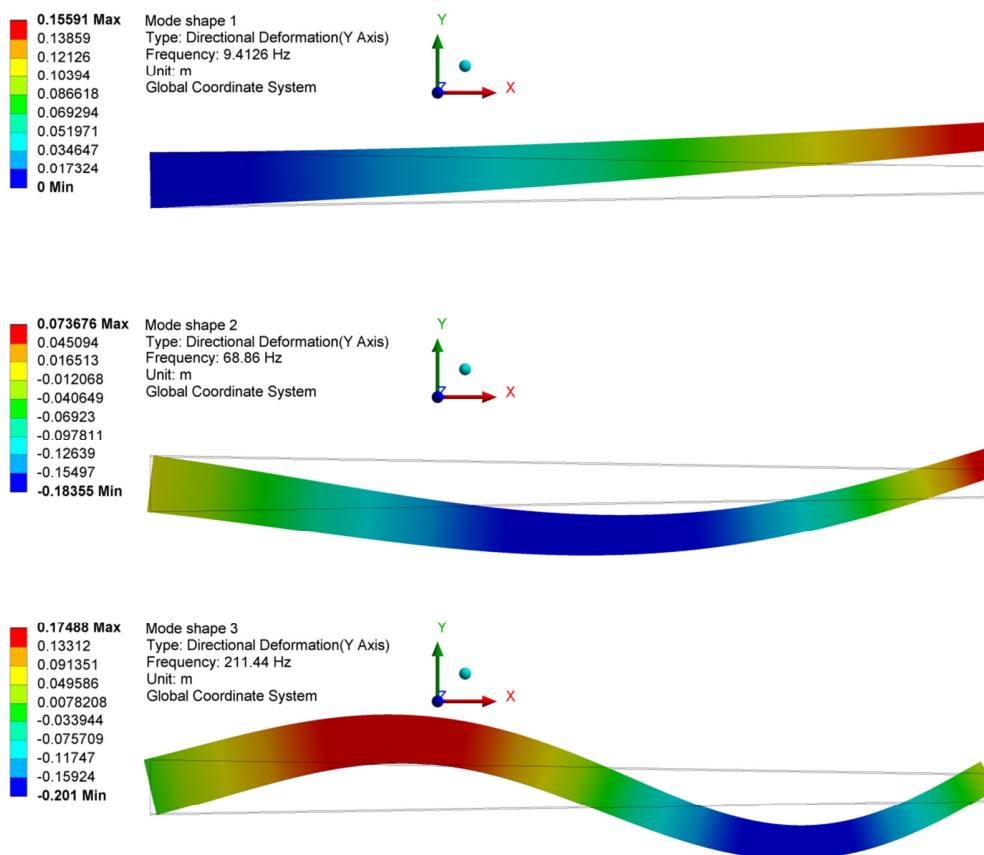 0.15591 Max
0.13859
0.12126
0.10394
0.086618
0.069294
0.051971
0.034647
0.017324
0 Min
Mode shape 1
Type: Directional Deformation(Y Axis)
Frequency: 9.4126 Hz
Unit: m
Global Coordinate System
Y
Z
X
0.073676 Max
0.045094
0.016513
-0.012068
-0.040649
-0.06923
-0.097811
-0.12639
-0.15497
-0.18355 Min
Mode shape 2
Type: Directional Deformation(Y Axis)
Frequency: 68.86 Hz
Unit: m
Global Coordinate System
Y
Z
X
0.17488 Max
0.13312
0.091351
0.049586
0.0078208
-0.033944
-0.075709
-0.11747
-0.15924
-0.201 Min
Mode shape 3
Type: Directional Deformation(Y Axis)
Frequency: 211.44 Hz
Unit: m
Global Coordinate System
Y
Z
X